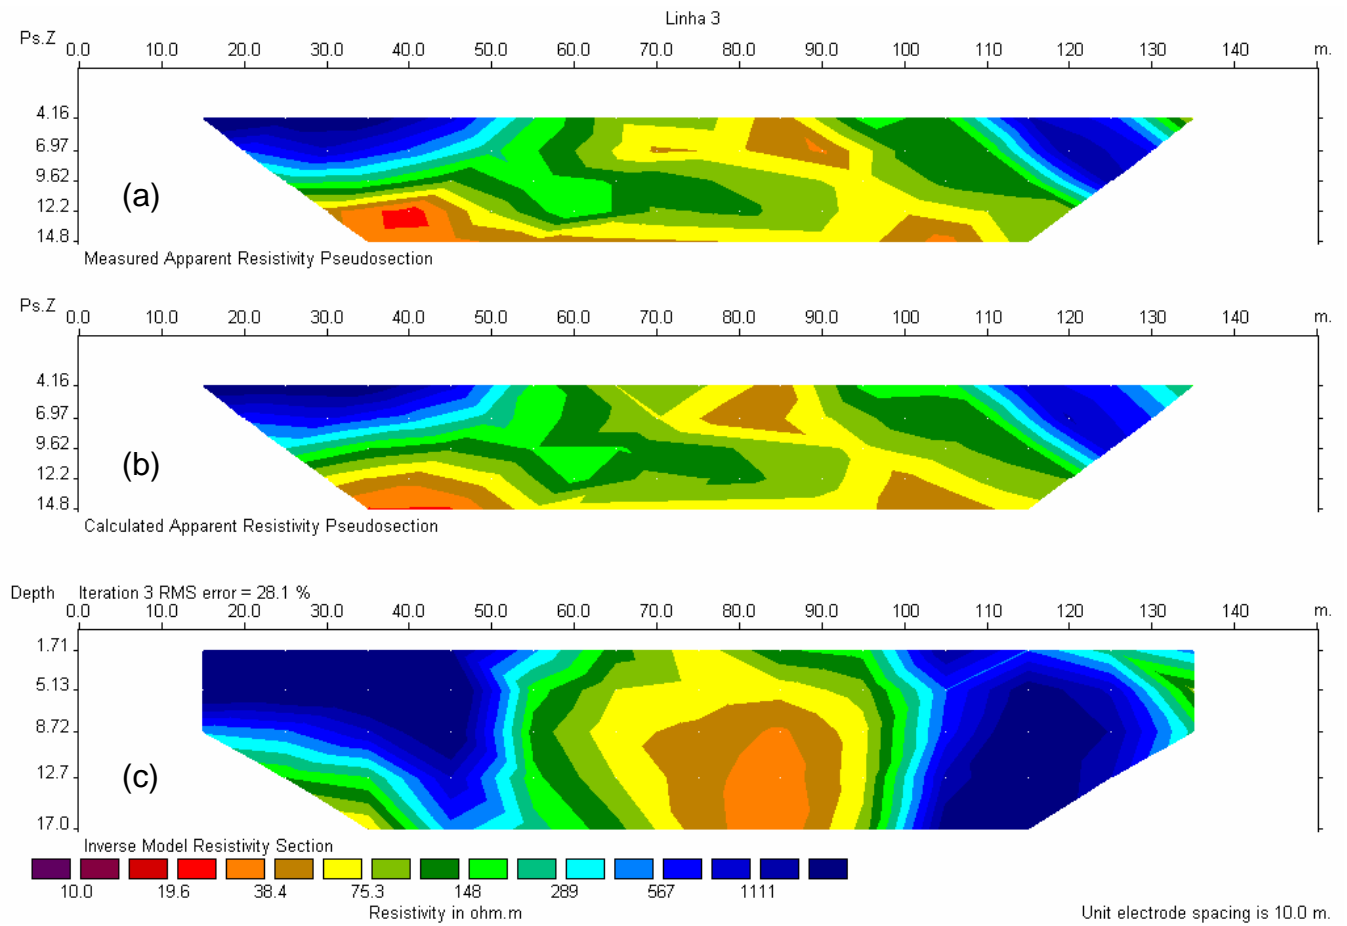 Linha 3
Ps.Z 0.0 10.0 20.0 30.0 40.0 50.0 60.0 70.0 80.0 90.0 100 110 120 130 140 m.
4.16
6.97
9.62
12.2
14.8
(a)
Measured Apparent Resistivity Pseudosection
Ps.Z 0.0 10.0 20.0 30.0 40.0 50.0 60.0 70.0 80.0 90.0 100 110 120 130 140 m.
4.16
6.97
9.62
12.2
14.8
(b)
Calculated Apparent Resistivity Pseudosection
Depth Iteration 3 RMS error = 28.1 %
0.0 10.0 20.0 30.0 40.0 50.0 60.0 70.0 80.0 90.0 100 110 120 130 140 m.
1.71
5.13
8.72
12.7
17.0
(c)
Inverse Model Resistivity Section
10.0 19.6 38.4 75.3 148 289 567 1111
Resistivity in ohm.m Unit electrode spacing is 10.0 m.